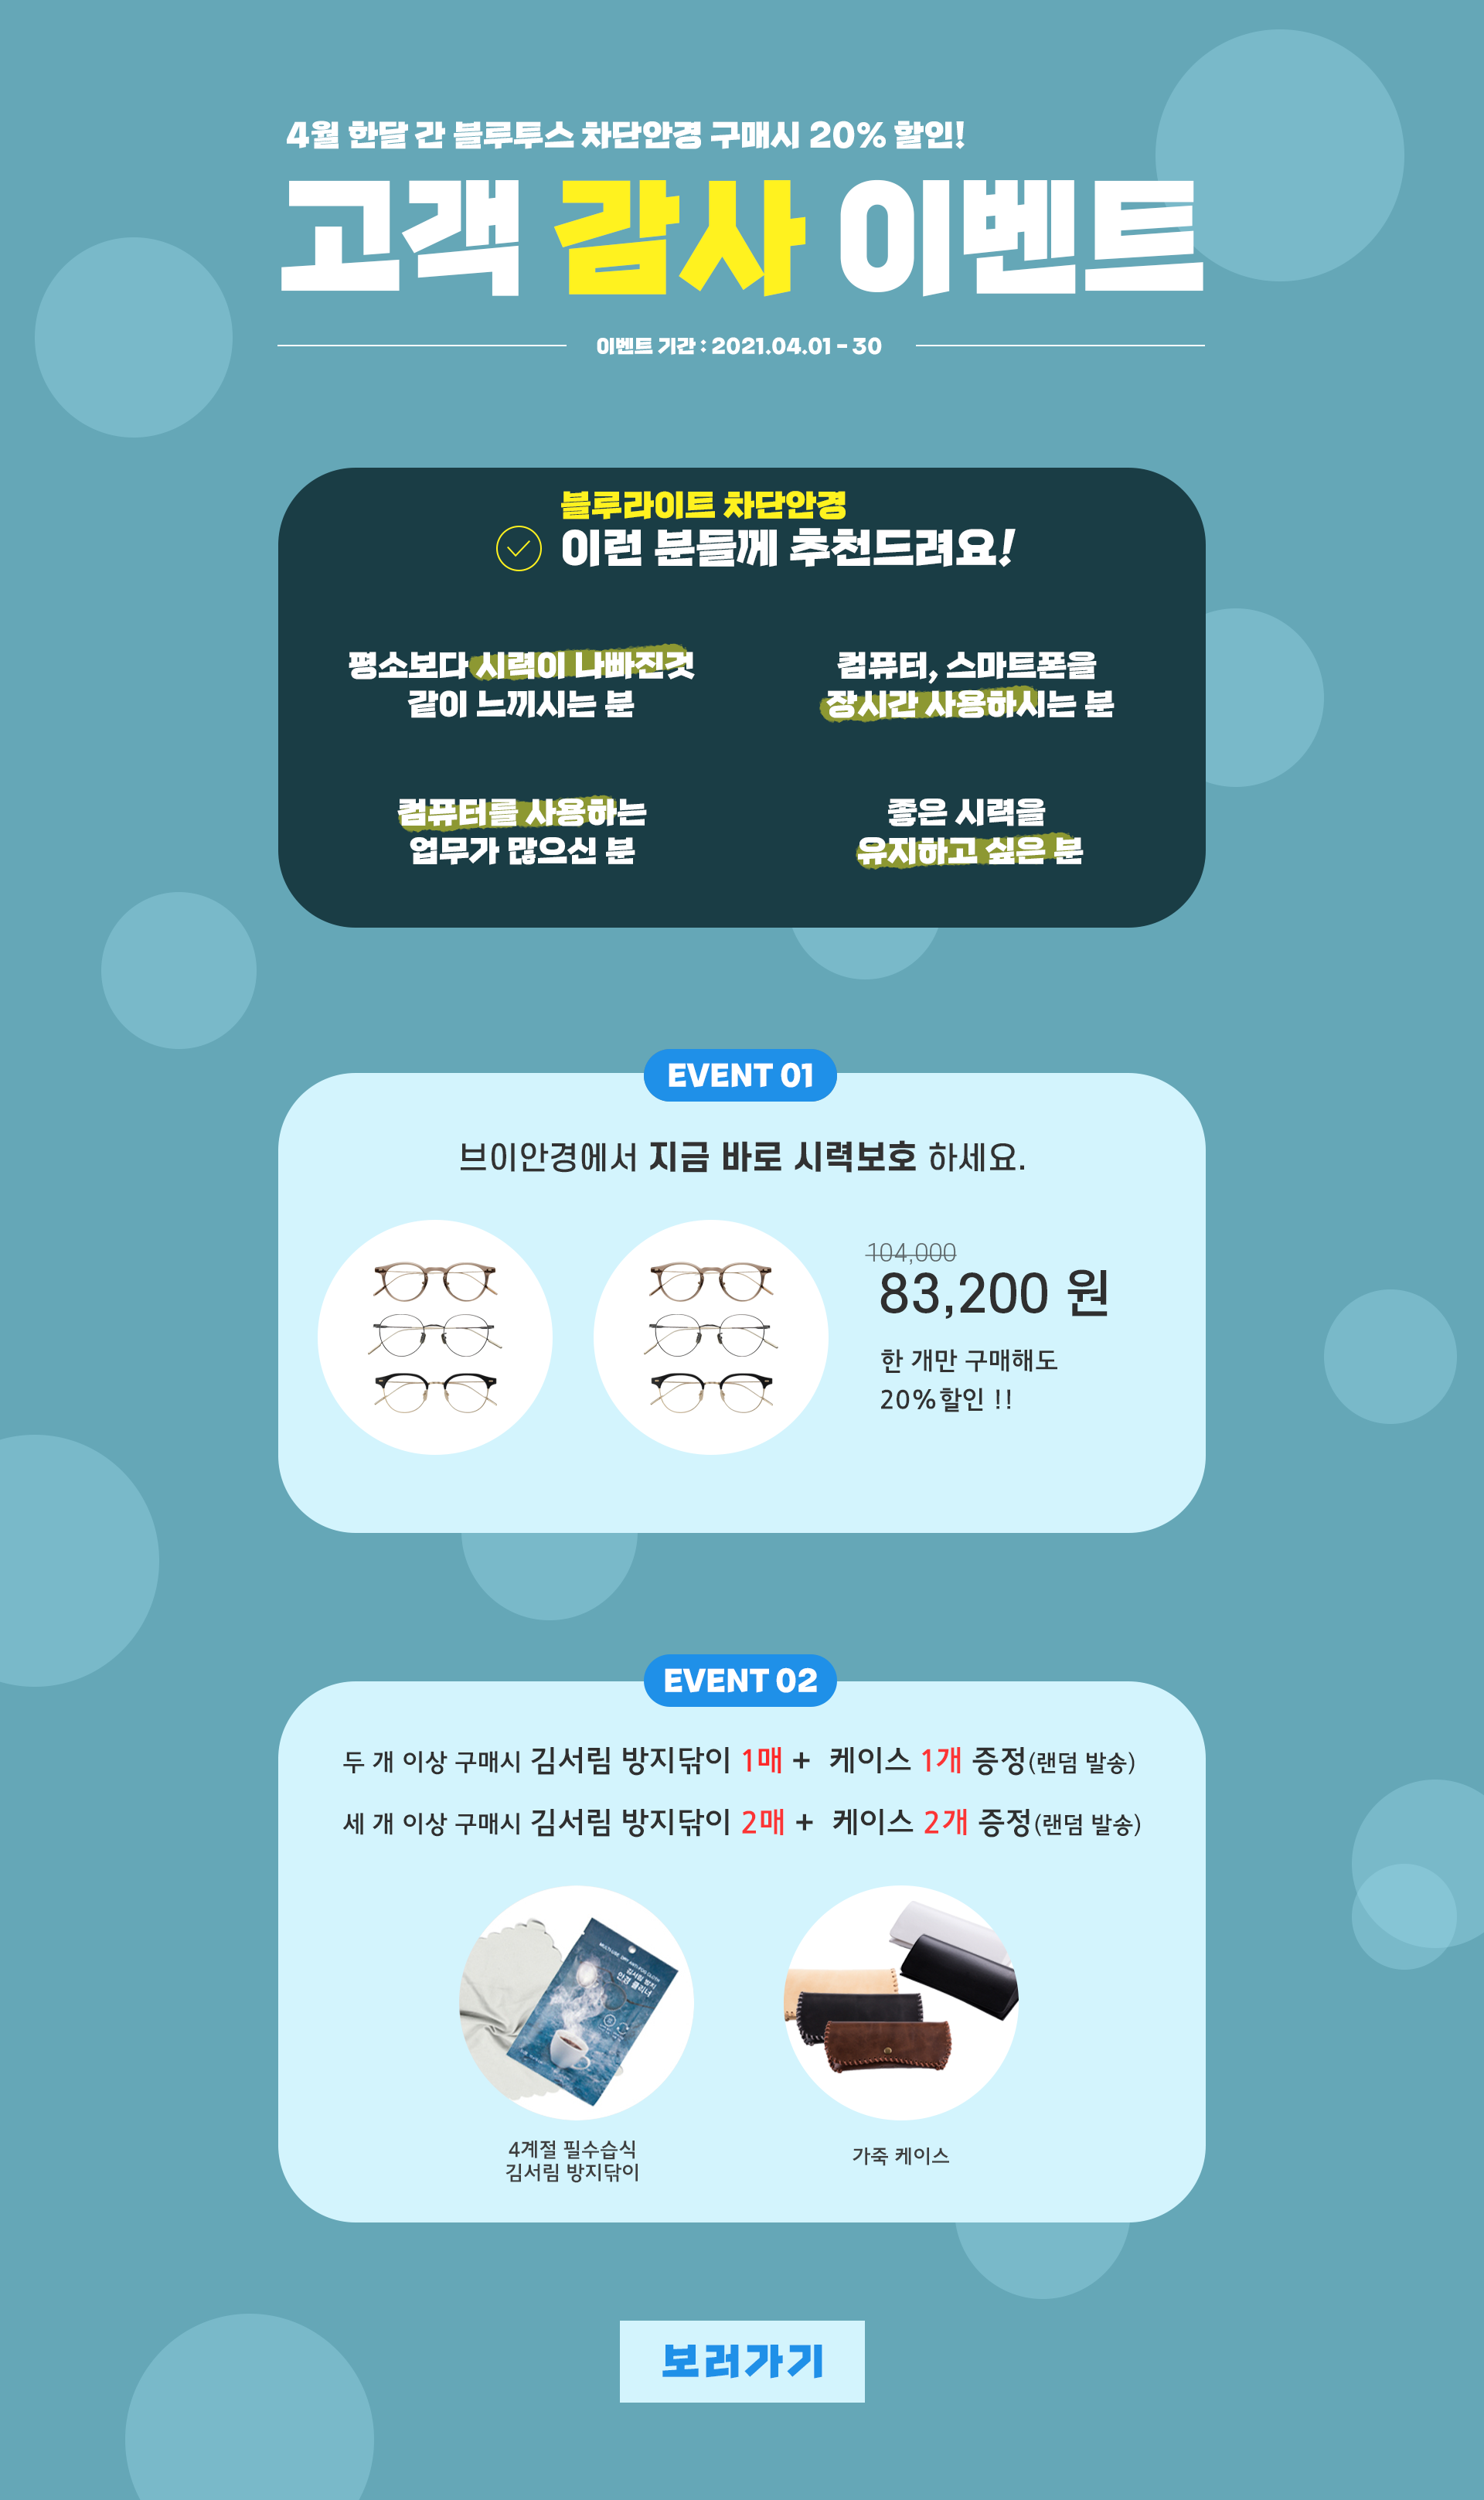 4월 한달 간 블루투스 차단안경 구매시 20% 할인!
고객 감사 이벤트
이벤트 기간 : 2021.04.01 - 30
블루라이트 차단안경
이런 분들께 추천드려요!
평소보다 시력이 나빠진것
같이 느끼시는 분
컴퓨터, 스마트폰을
장시간 사용하시는 분
컴퓨터를 사용하는
업무가 많으신 분
좋은 시력을
유지하고 싶은 분
EVENT 01
브이안경에서 지금 바로 시력보호 하세요.
104,000
83,200 원
한 개만 구매해도
20%할인 !!
EVENT 02
두 개 이상 구매시 김서림 방지닦이 1매 + 케이스 1개 증정(랜덤 발송)
세 개 이상 구매시 김서림 방지닦이 2매 + 케이스 2개 증정(랜덤 발송)
김서림 방지
안경 클리너
4계절 필수습식
김서림 방지닦이
가죽 케이스
보러가기